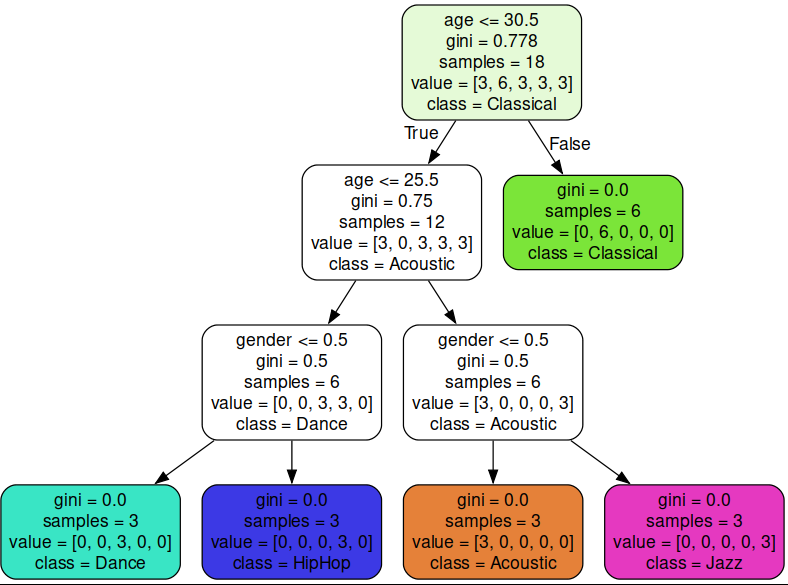 age <= 30.5
gini = 0.778
samples = 18
value = [3, 6, 3, 3, 3]
class = Classical
True
False
age <= 25.5
gini = 0.75
samples = 12
value = [3, 0, 3, 3, 3]
class = Acoustic
gini = 0.0
samples = 6
value = [0, 6, 0, 0, 0]
class = Classical
gender <= 0.5
gini = 0.5
samples = 6
value = [0, 0, 3, 3, 0]
class = Dance
gender <= 0.5
gini = 0.5
samples = 6
value = [3, 0, 0, 0, 3]
class = Acoustic
gini = 0.0
samples = 3
value = [0, 0, 3, 0, 0]
class = Dance
gini = 0.0
samples = 3
value = [0, 0, 0, 3, 0]
class = HipHop
gini = 0.0
samples = 3
value = [3, 0, 0, 0, 0]
class = Acoustic
gini = 0.0
samples = 3
value = [0, 0, 0, 0, 3]
class = Jazz